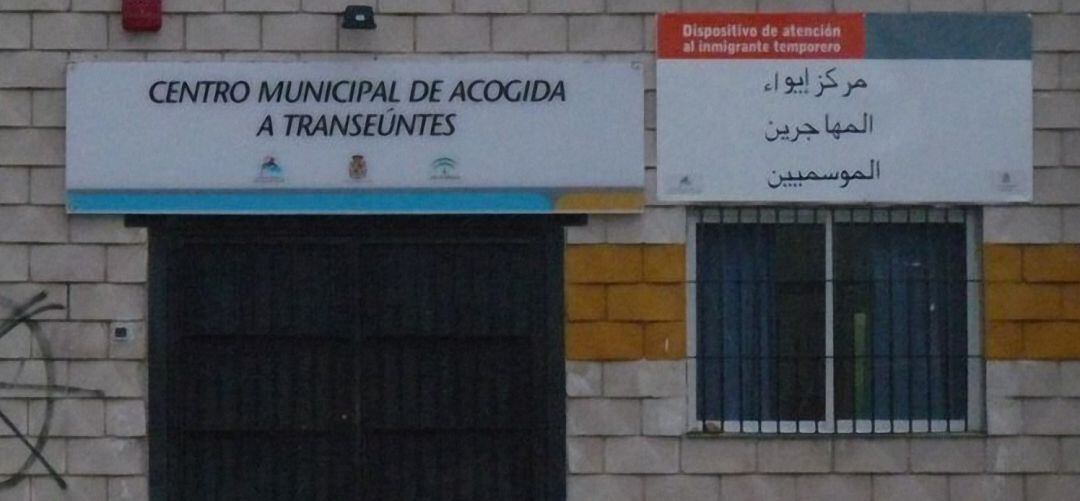 CENTRO MUNICIPAL DE ACOGIDA
A TRANSEÚNTES
Dispositivo de atención
al inmigrante temporero
مركز إيواء
المهاجرين
الموسميين